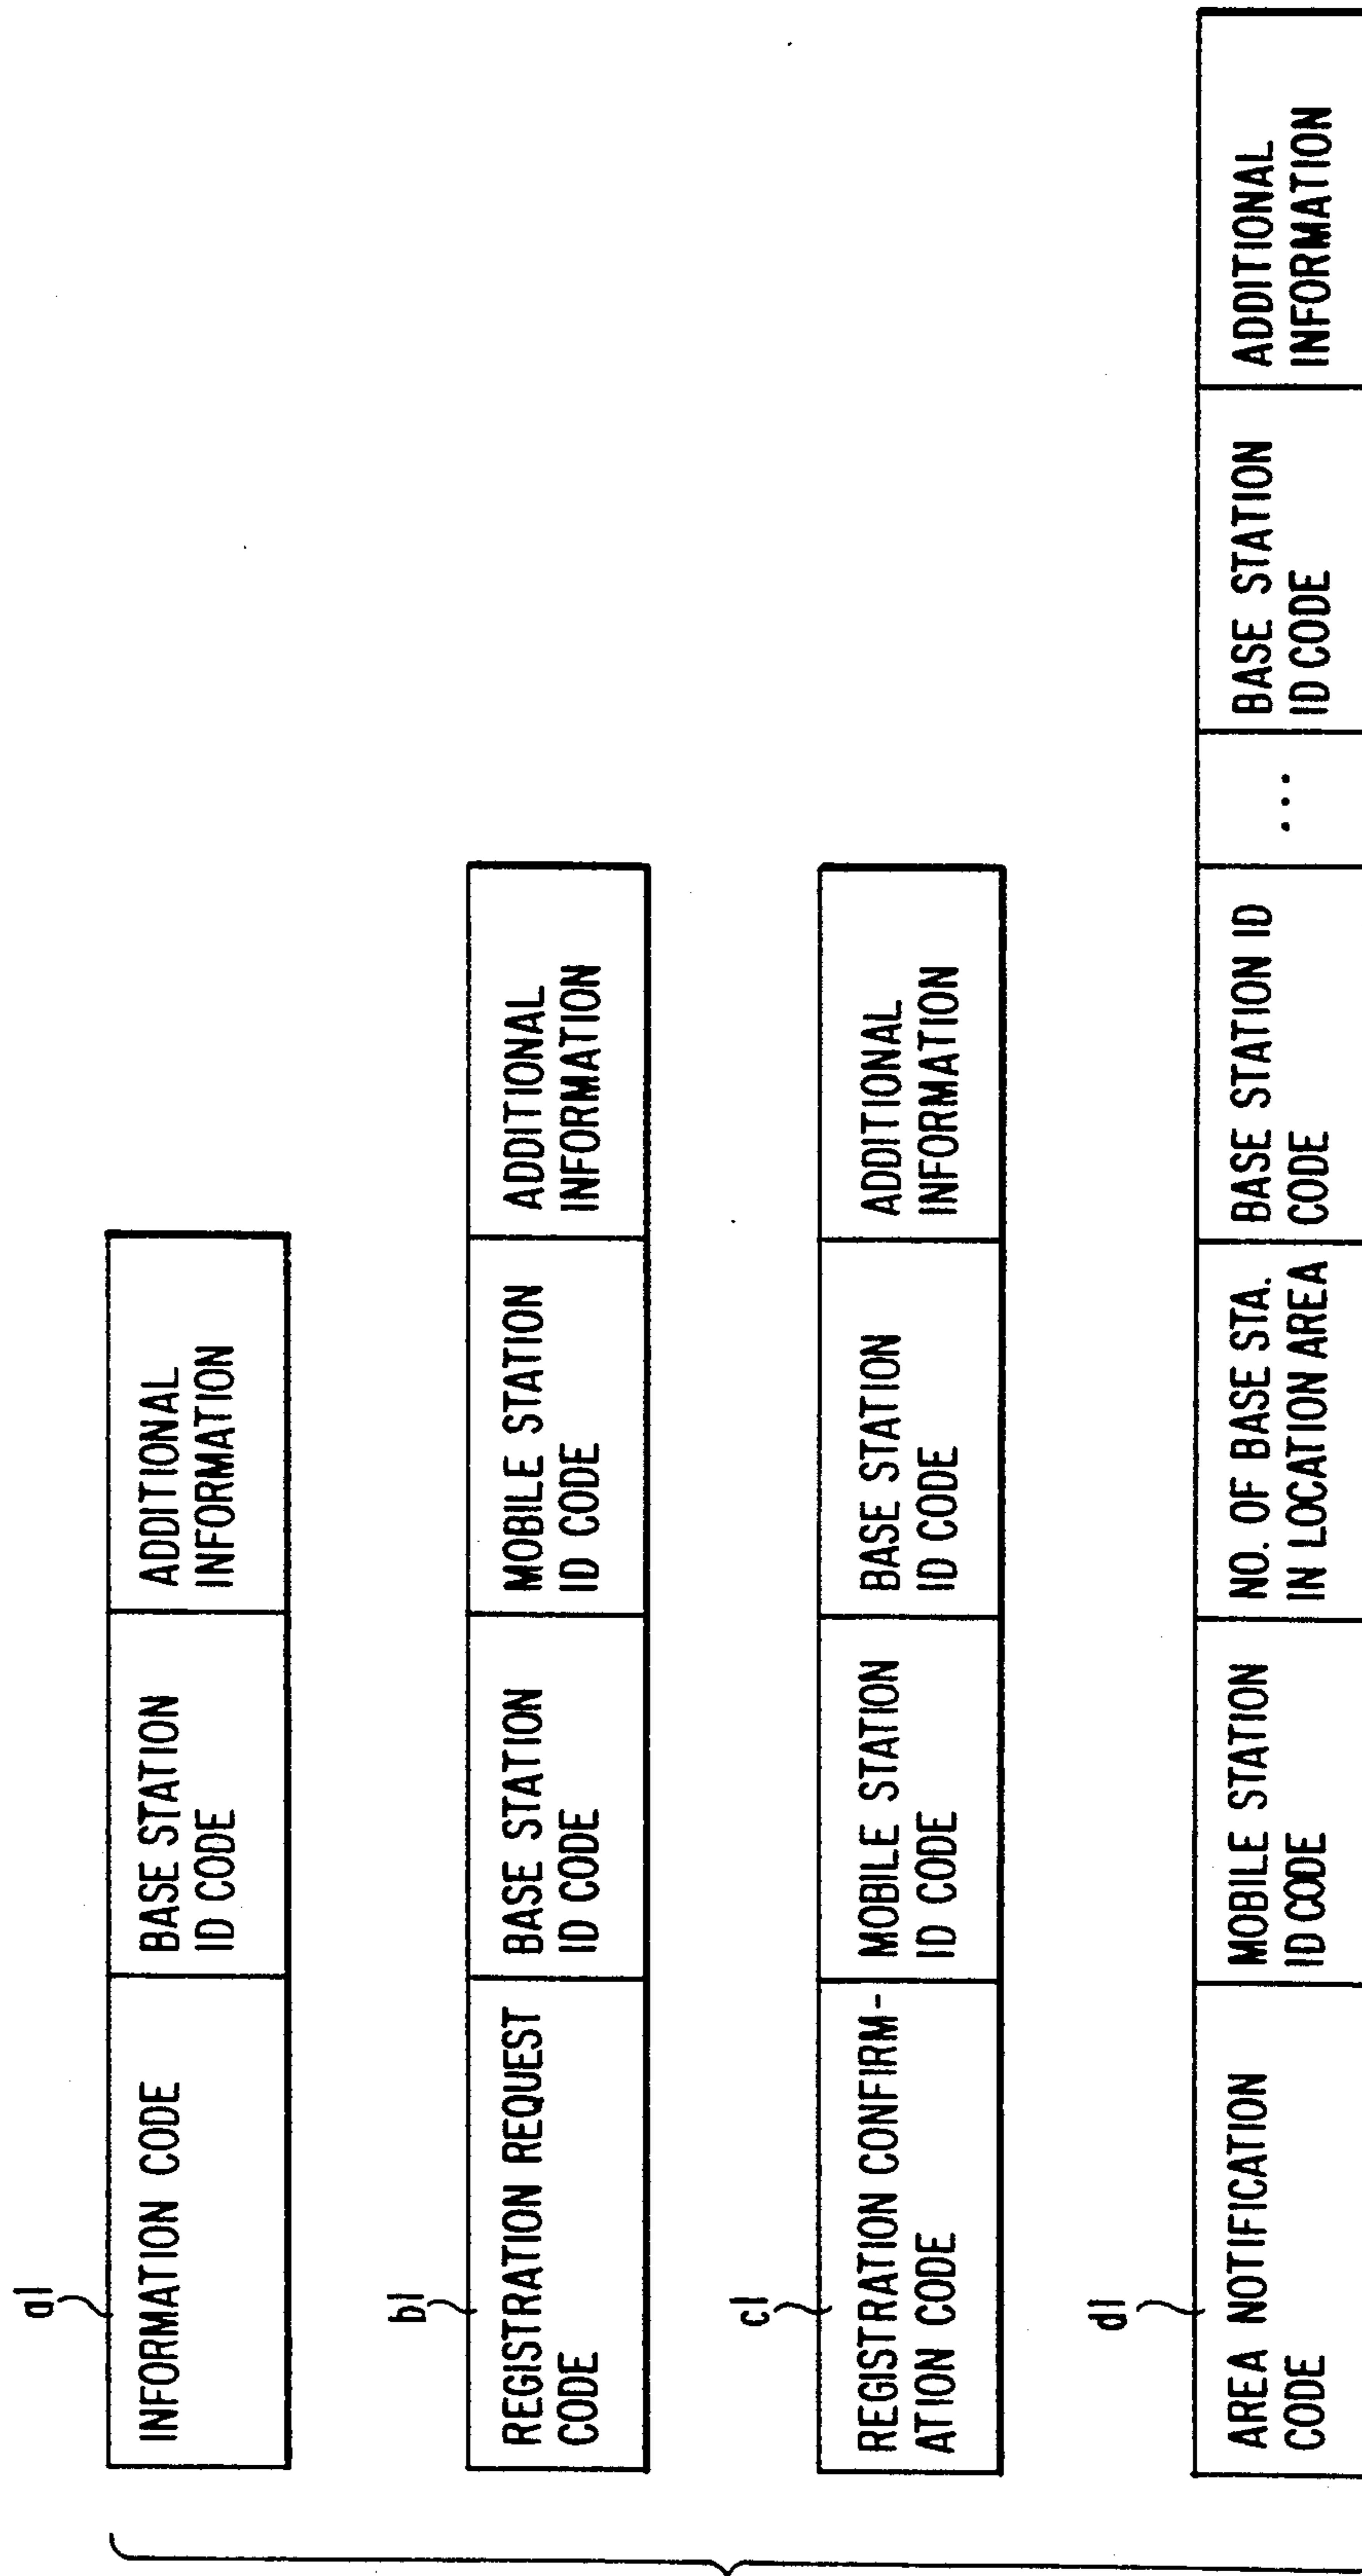 a1
INFORMATION CODE
BASE STATION
ID CODE
ADDITIONAL
INFORMATION
b1
REGISTRATION REQUEST
CODE
BASE STATION
ID CODE
MOBILE STATION
ID CODE
ADDITIONAL
INFORMATION
c1
REGISTRATION CONFIRM-
ATION CODE
MOBILE STATION
ID CODE
BASE STATION
ID CODE
ADDITIONAL
INFORMATION
d1
AREA NOTIFICATION
CODE
MOBILE STATION
ID CODE
NO. OF BASE STA.
IN LOCATION AREA
BASE STATION ID
CODE
...
BASE STATION
ID CODE
ADDITIONAL
INFORMATION